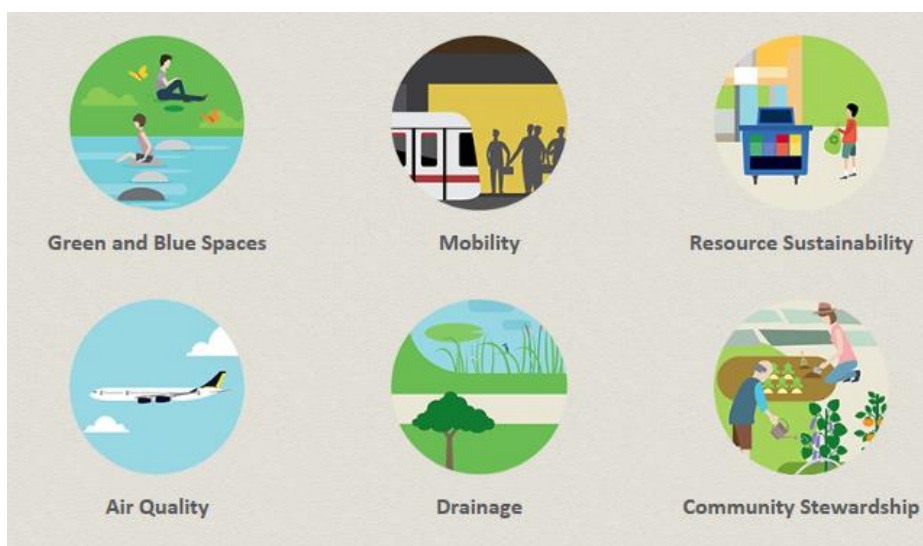 Green and Blue Spaces
Mobility
Resource Sustainability
Air Quality
Drainage
Community Stewardship